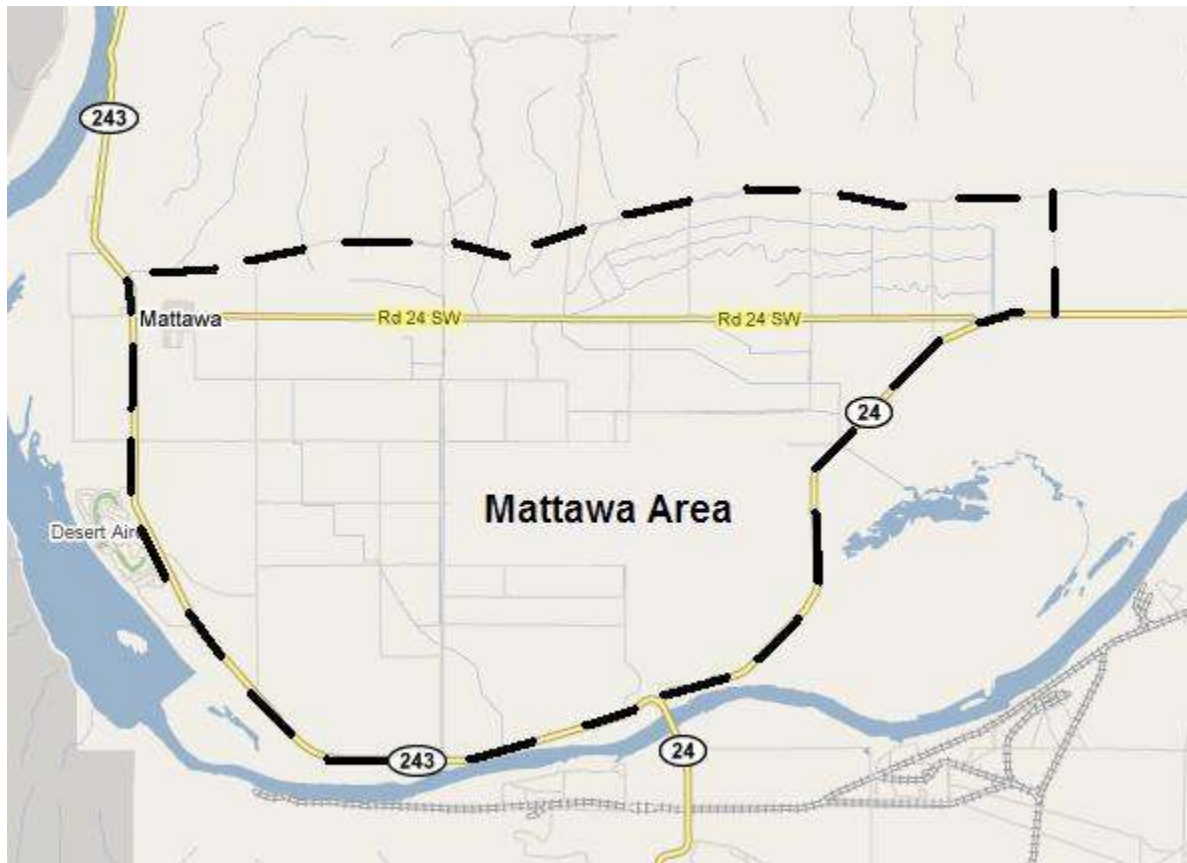 243
Mattawa
Rd 24 SW
Rd 24 SW
24
Mattawa Area
Desert Aire
243
24